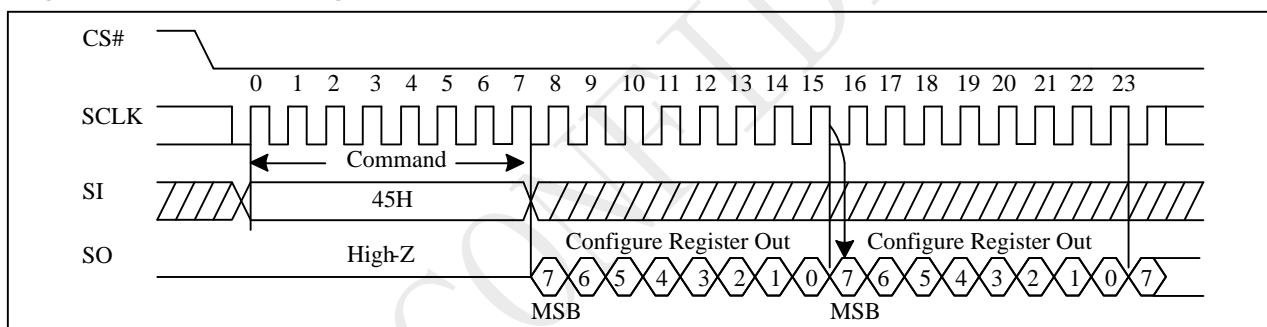 CS#
0 1 2 3 4 5 6 7 8 9 10 11 12 13 14 15 16 17 18 19 20 21 22 23
SCLK
Command
SI
45H
Configure Register Out Configure Register Out
SO
High-Z
7 6 5 4 3 2 1 0 7 6 5 4 3 2 1 0 7
MSB MSB